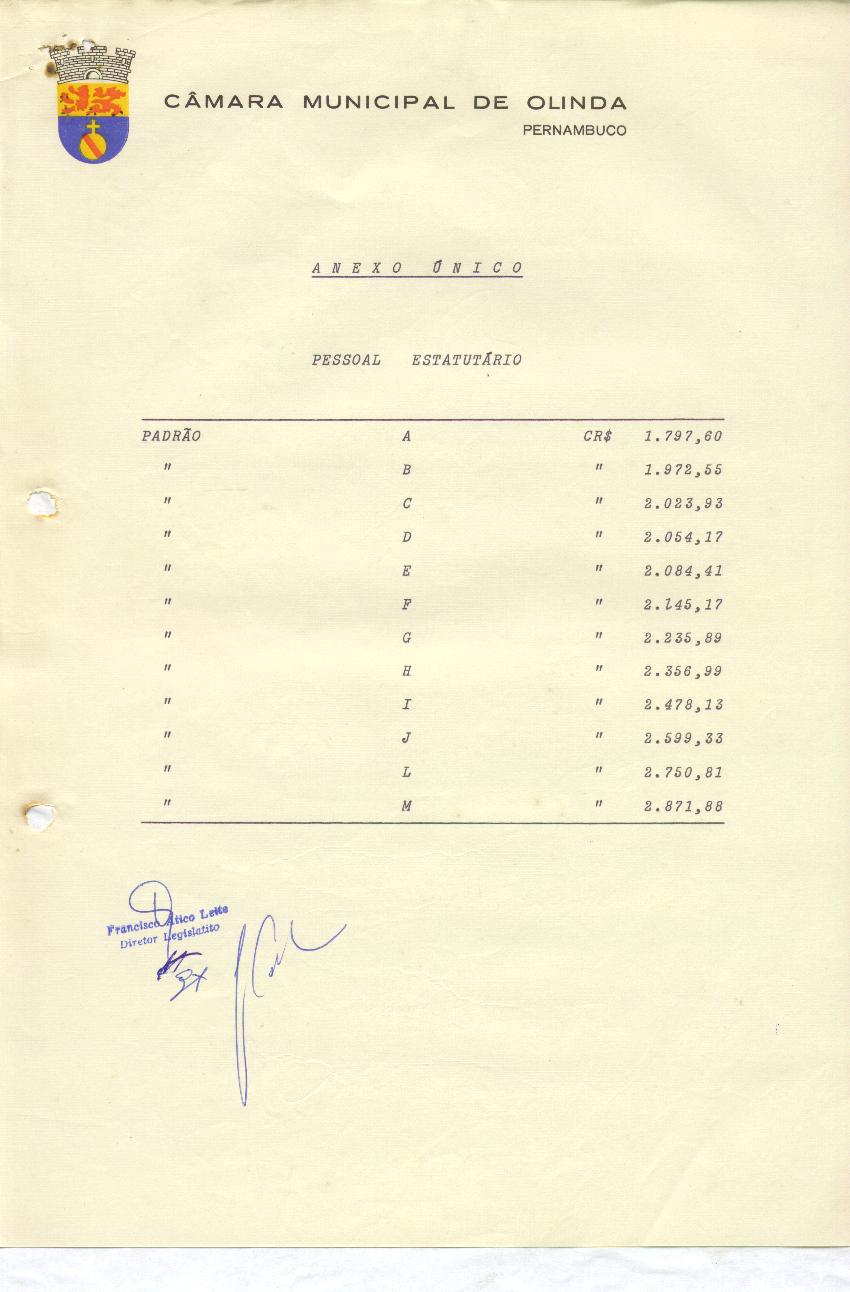 CÂMARA MUNICIPAL DE OLINDA
PERNAMBUCO
ANEXO ÚNICO
PESSOAL ESTATUTÁRIO
PADRÃO A CR$ 1.797,60
" B " 1.972,55
" C " 2.023,93
" D " 2.054,17
" E " 2.084,41
" F " 2.145,17
" G " 2.235,89
" H " 2.356,99
" I " 2.478,13
" J " 2.599,33
" L " 2.750,81
" M " 2.871,88
Francisco Ático Leite
Diretor Legislatito